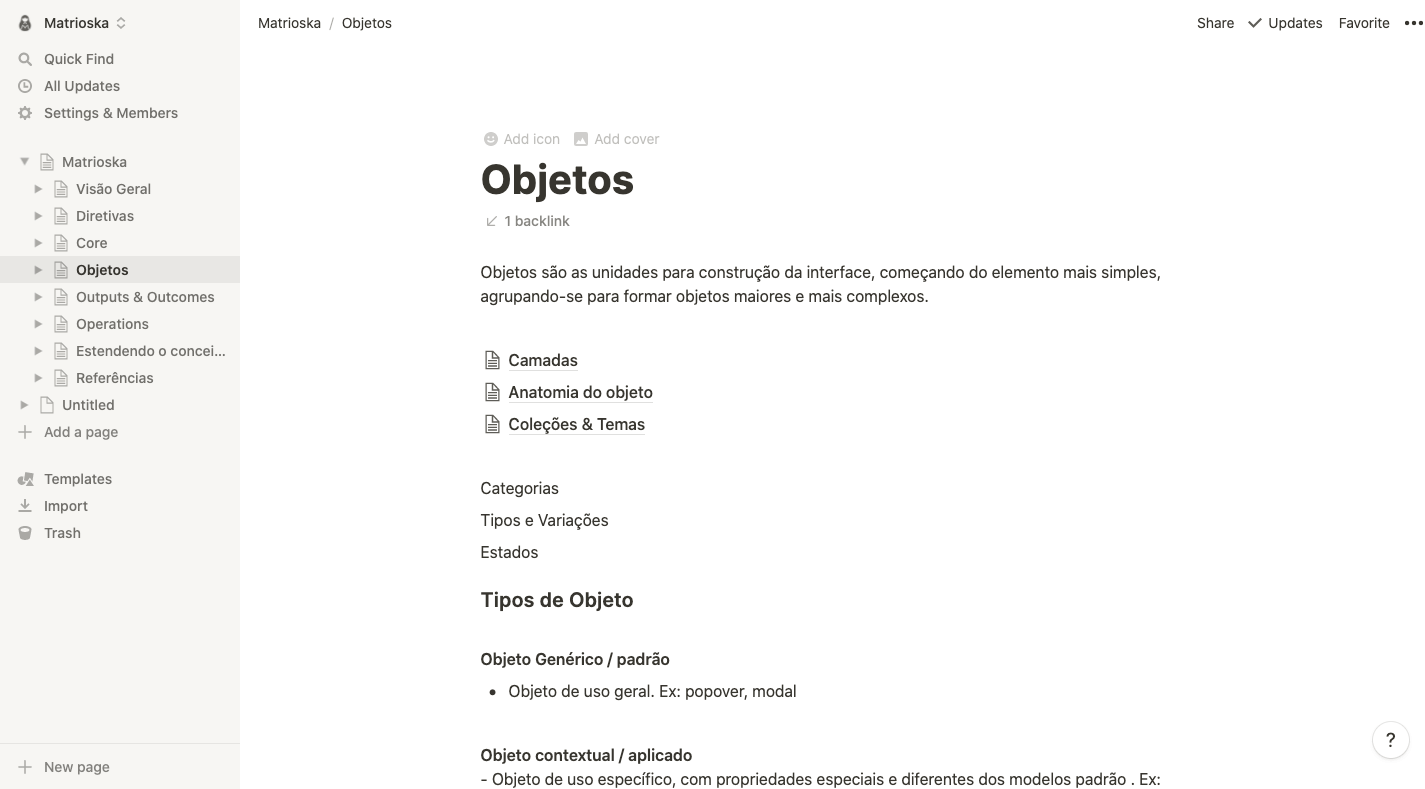 Matrioska
Quick Find
All Updates
Settings & Members
Matrioska
Visão Geral
Diretivas
Core
Objetos
Outputs & Outcomes
Operations
Estendendo o concei...
Referências
Untitled
Add a page
Templates
Import
Trash
New page
Matrioska / Objetos
Share Updates Favorite
Add icon Add cover
Objetos
1 backlink
Objetos são as unidades para construção da interface, começando do elemento mais simples,
agrupando-se para formar objetos maiores e mais complexos.
Camadas
Anatomia do objeto
Coleções & Temas
Categorias
Tipos e Variações
Estados
Tipos de Objeto
Objeto Genérico / padrão
• Objeto de uso geral. Ex: popover, modal
Objeto contextual / aplicado
- Objeto de uso específico, com propriedades especiais e diferentes dos modelos padrão . Ex:
?